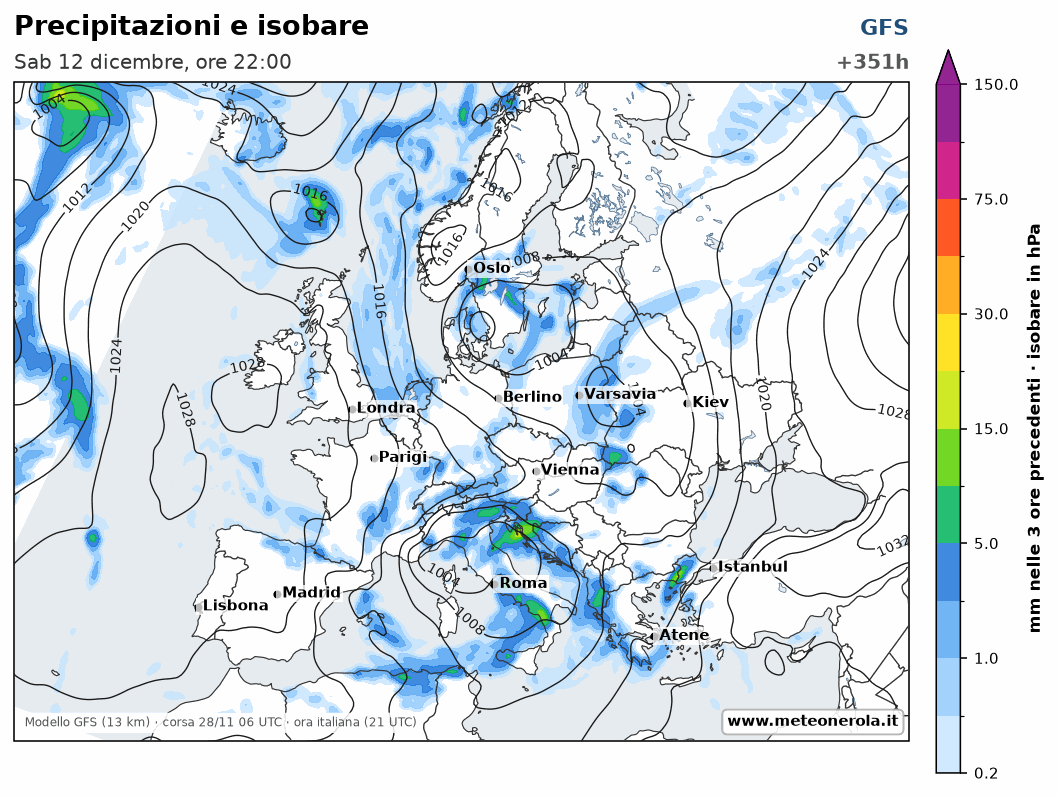 Precipitazioni e isobare
GFS
Sab 12 dicembre, ore 22:00
+351h
1004
1024
1012
1020
1016
1016
1016
1008
Oslo
1024
1016
1024
1028
1004
1028
Londra
Berlino
Varsavia
1004
Kiev
1020
1028
Parigi
Vienna
1032
1004
Roma
Istanbul
Madrid
Lisbona
1008
Atene
Modello GFS (13 km) · corsa 28/11 06 UTC · ora italiana (21 UTC)
www.meteonerola.it
150.0
75.0
30.0
15.0
5.0
1.0
0.2
mm nelle 3 ore precedenti · isobare in hPa